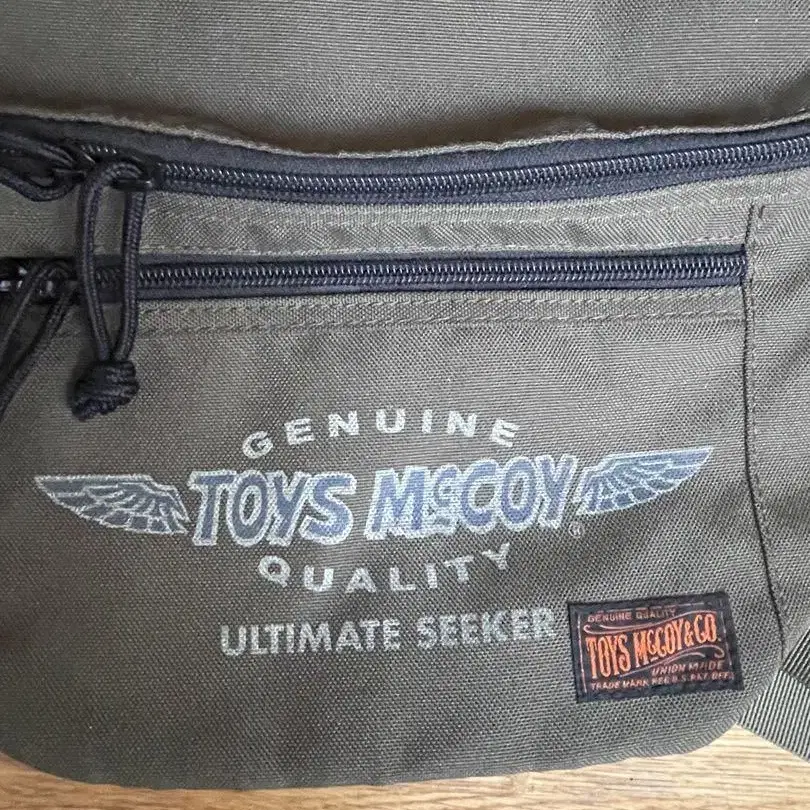 GENUINE
TOYS McCOY®
QUALITY
ULTIMATE SEEKER
GENUINE QUALITY
TOYS McCOY & CO.
UNION MADE
TRADE MARK REG. U.S. PAT. OFF.